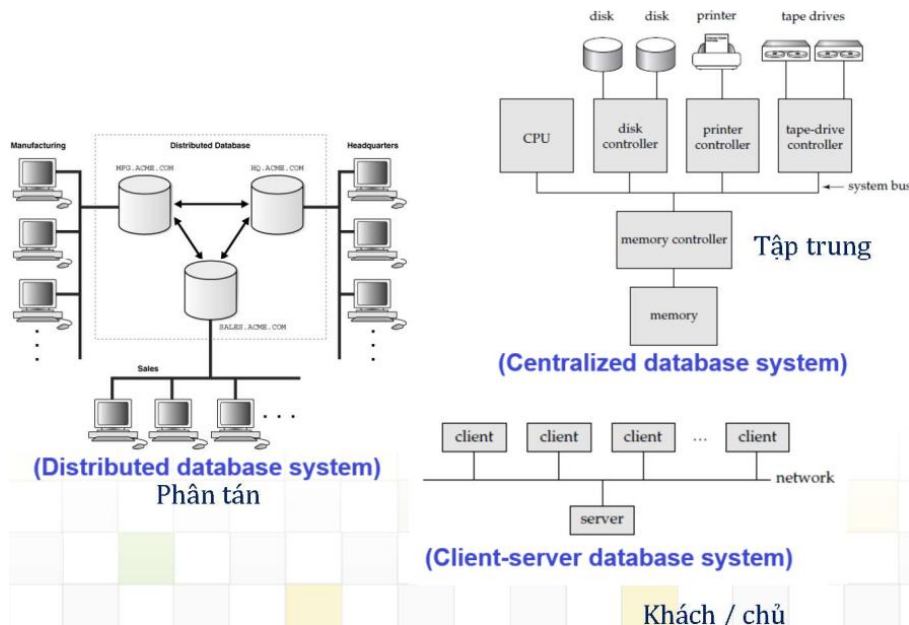 Manufacturing
Distributed Database
Headquarters
MFG.ACME.COM
HQ.ACME.COM
SALES.ACME.COM
Sales
(Distributed database system)
Phân tán
disk
disk
printer
tape drives
CPU
disk
controller
printer
controller
tape-drive
controller
system bus
memory controller
Tập trung
memory
(Centralized database system)
client
client
client
...
client
network
server
(Client-server database system)
Khách / chủ